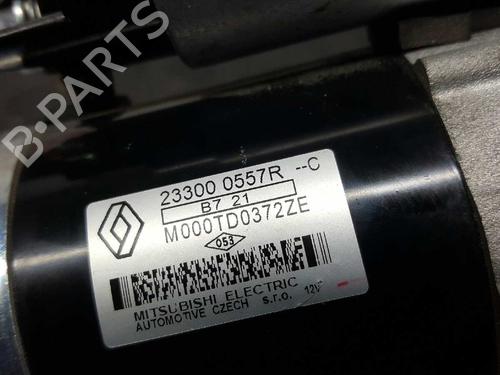 B-PARTS
23300 0557R --C
B7 21
M000TD0372ZE
053
MITSUBISHI ELECTRIC
AUTOMOTIVE CZECH s.r.o. 12V